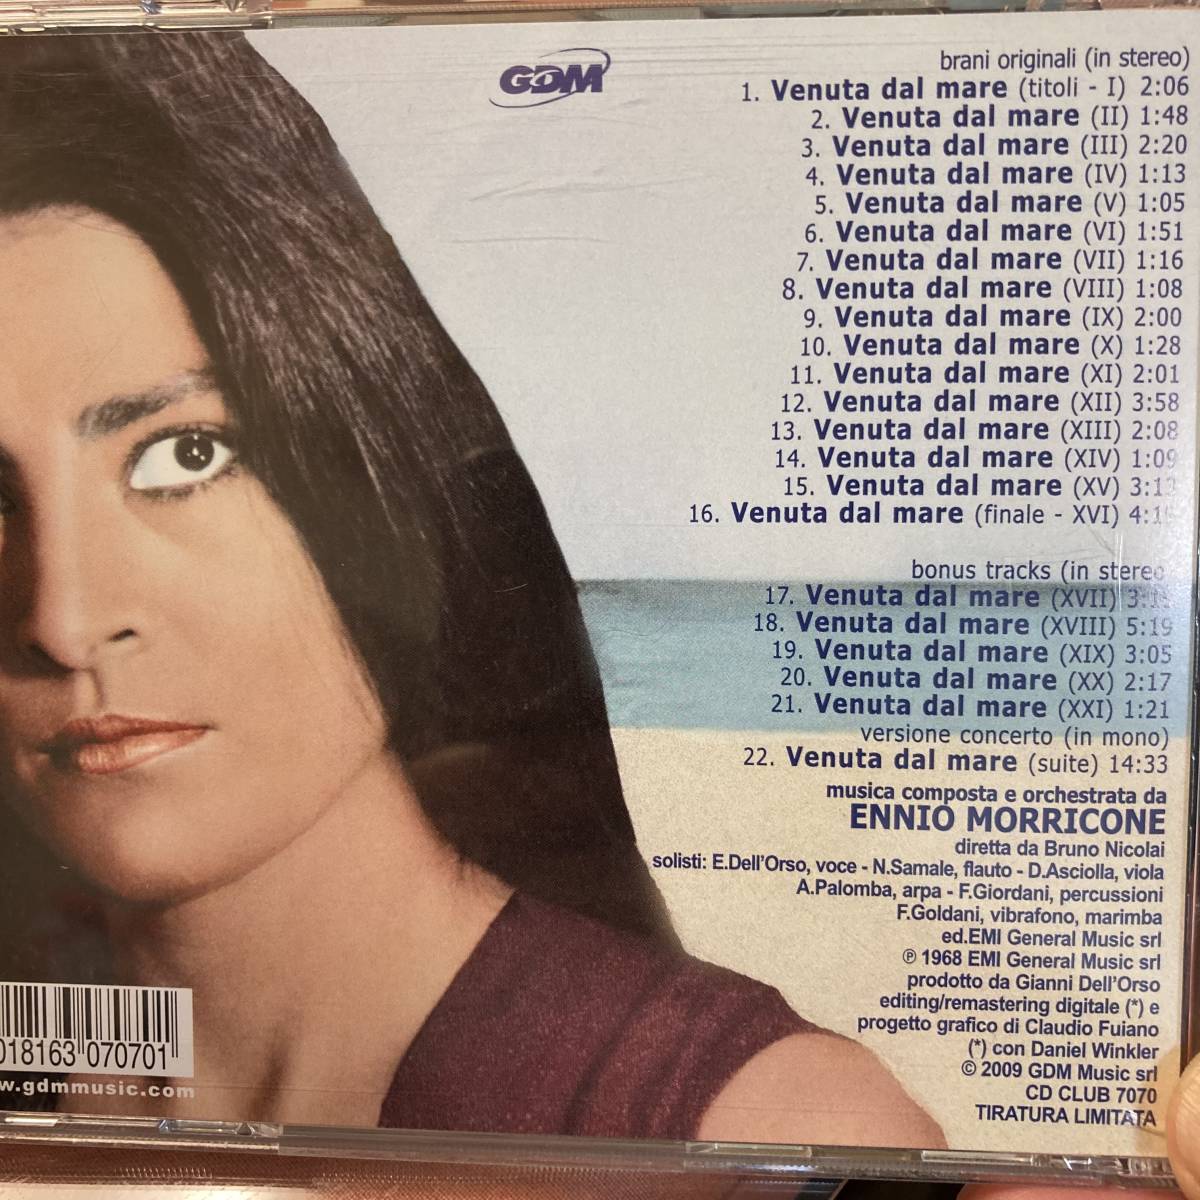 GDM
brani originali (in stereo)
1. Venuta dal mare (titoli - I) 2:06
2. Venuta dal mare (II) 1:48
3. Venuta dal mare (III) 2:20
4. Venuta dal mare (IV) 1:13
5. Venuta dal mare (V) 1:05
6. Venuta dal mare (VI) 1:51
7. Venuta dal mare (VII) 1:16
8. Venuta dal mare (VIII) 1:08
9. Venuta dal mare (IX) 2:00
10. Venuta dal mare (X) 1:28
11. Venuta dal mare (XI) 2:01
12. Venuta dal mare (XII) 3:58
13. Venuta dal mare (XIII) 2:08
14. Venuta dal mare (XIV) 1:09
15. Venuta dal mare (XV)
16. Venuta dal mare (finale - XVI)
bonus tracks (in stereo
17. Venuta dal mare (XVII)
18. Venuta dal mare (XVIII) 5:19
19. Venuta dal mare (XIX) 3:05
20. Venuta dal mare (XX) 2:17
21. Venuta dal mare (XXI) 1:21
versione concerto (in mono)
22. Venuta dal mare (suite) 14:33
musica composta e orchestrata da
ENNIO MORRICONE
diretta da Bruno Nicolai
solisti: E.Dell'Orso, voce - N.Samale, flauto - D.Asciolla, viola
A.Palomba, arpa - F.Giordani, percussioni
F.Goldani, vibrafono, marimba
ed.EMI General Music srl
℗ 1968 EMI General Music srl
prodotto da Gianni Dell'Orso
editing/remastering digitale (*) e
progetto grafico di Claudio Fuiano
(*) con Daniel Winkler
© 2009 GDM Music srl
CD CLUB 7070
TIRATURA LIMITATA
018163 070701
w.gdmmusic.com